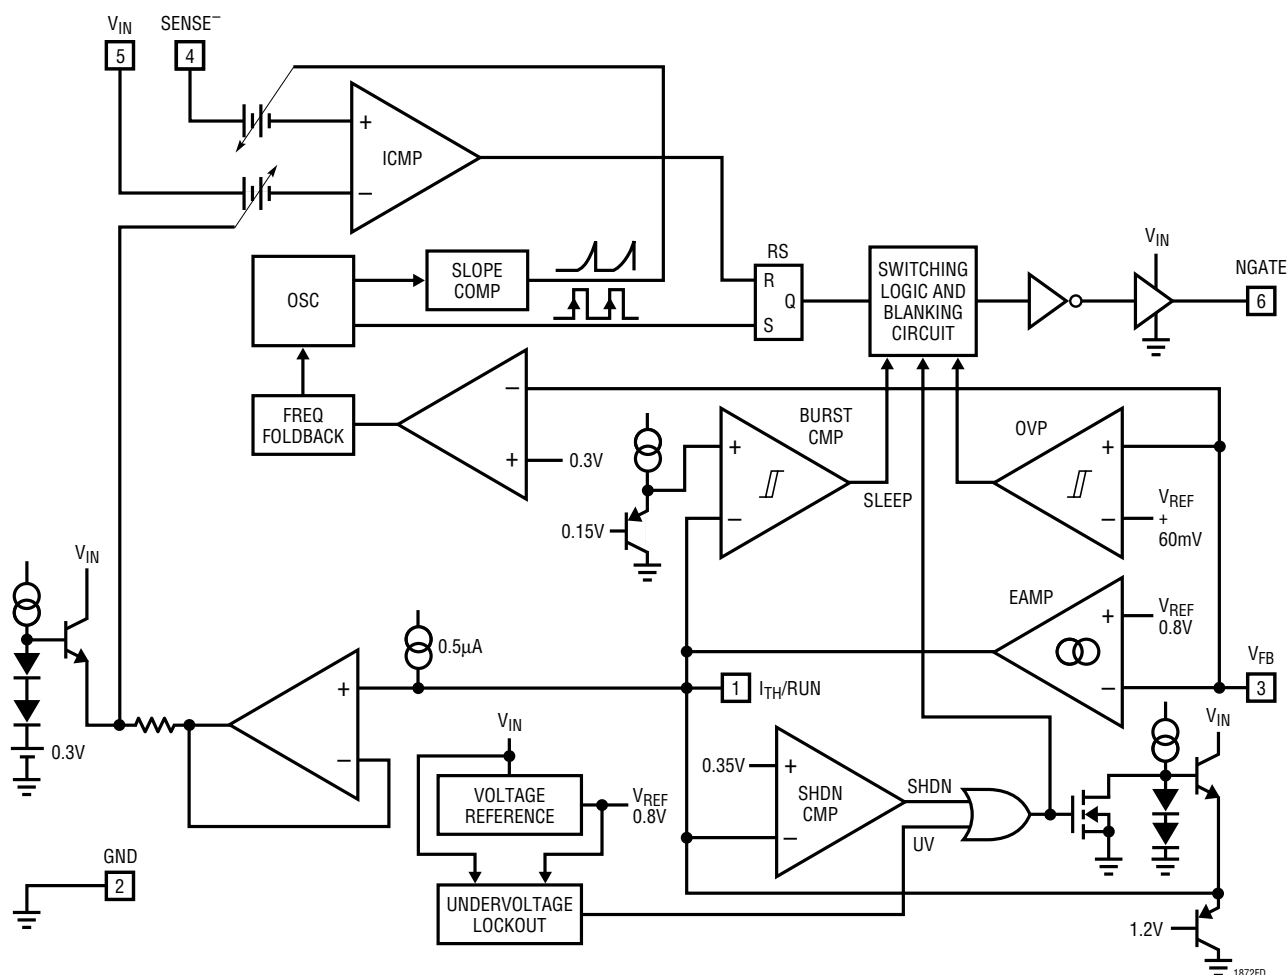 VIN
SENSE–
5
4
+
ICMP
–
OSC
SLOPE
COMP
RS
R
Q
S
SWITCHING
LOGIC AND
BLANKING
CIRCUIT
VIN
NGATE
6
FREQ
FOLDBACK
–
+
0.3V
BURST
CMP
+
–
0.15V
SLEEP
OVP
+
–
VREF
+
60mV
VIN
0.3V
+
–
0.5µA
1
ITH/RUN
EAMP
+
VREF
0.8V
–
VFB
3
VIN
VOLTAGE
REFERENCE
VREF
0.8V
0.35V
+
–
SHDN
CMP
SHDN
UV
VIN
GND
2
UNDERVOLTAGE
LOCKOUT
1.2V
1872FD